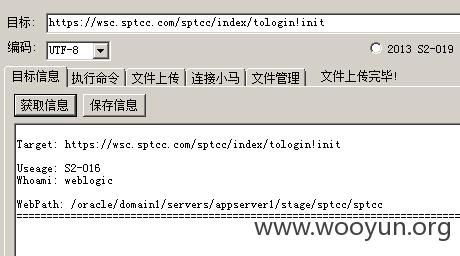 目标: https://wsc.sptcc.com/sptcc/index/tologin!init
编码: UTF-8 2013 S2-019
目标信息 执行命令 文件上传 连接小马 文件管理 文件上传完毕!
获取信息 保存信息
Target: https://wsc.sptcc.com/sptcc/index/tologin!init
Useage: S2-016
Whoami: weblogic
WebPath: /oracle/domain1/servers/appserver1/stage/sptcc/sptcc
================================================================================
www.wooyun.org